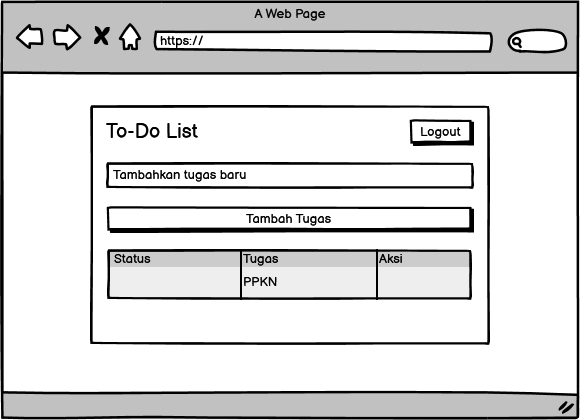 A Web Page
https://
To-Do List
Logout
Tambahkan tugas baru
Tambah Tugas
Status Tugas Aksi
PPKN